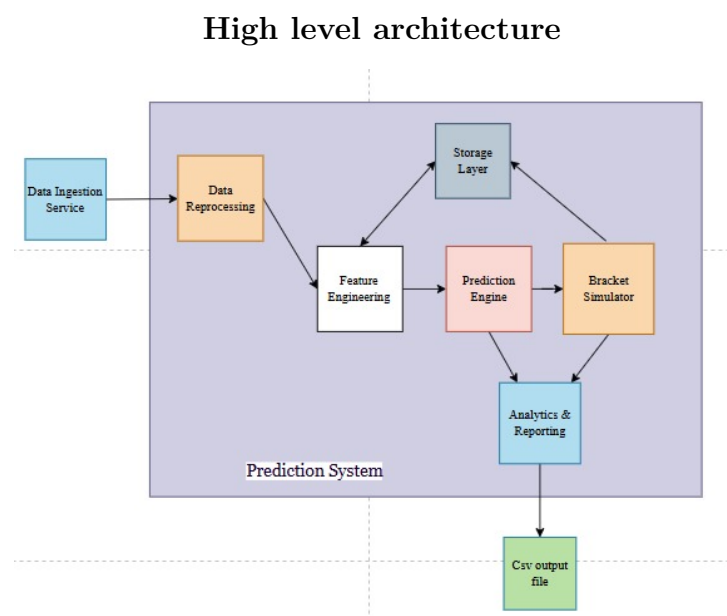 High level architecture
Storage
Layer
Data Ingestion
Service
Data
Reprocessing
Feature
Engineering
Prediction
Engine
Bracket
Simulator
Analytics &
Reporting
Prediction System
Csv output
file